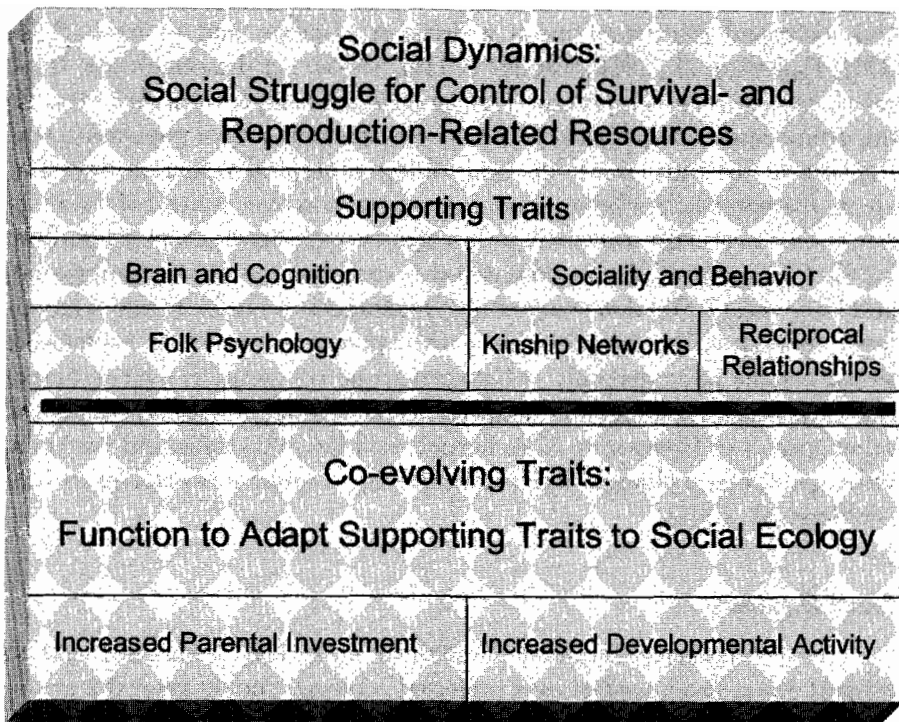 Social Dynamics:
Social Struggle for Control of Survival- and
Reproduction-Related Resources
Supporting Traits
Brain and Cognition
Sociality and Behavior
Folk Psychology
Kinship Networks
Reciprocal
Relationships
Co-evolving Traits:
Function to Adapt Supporting Traits to Social Ecology
Increased Parental Investment
Increased Developmental Activity